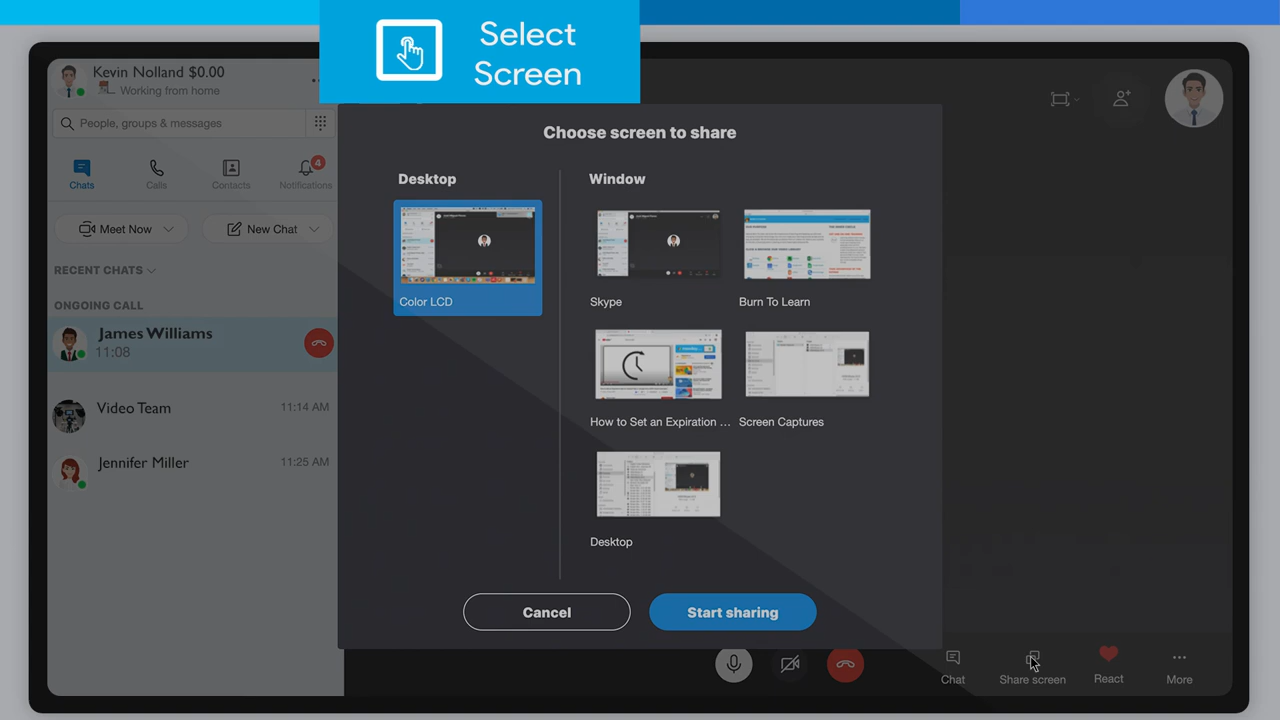 Select
Screen
Kevin Nolland $0.00
Working from home
People, groups & messages
Chats
Calls
Contacts
Notifications
4
Meet Now
New Chat
RECENT CHATS
ONGOING CALL
James Williams
11:08
Video Team
11:14 AM
Jennifer Miller
11:25 AM
Choose screen to share
Desktop
Window
Color LCD
Skype
Burn To Learn
How to Set an Expiration ...
Screen Captures
Desktop
Cancel
Start sharing
Chat
Share screen
React
More